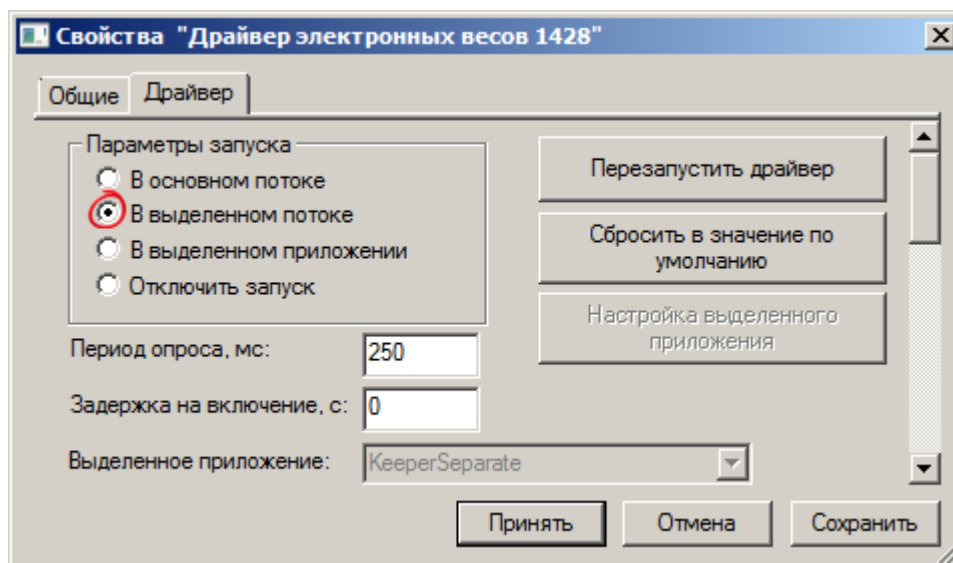 Свойства "Драйвер электронных весов 1428"
Общие
Драйвер
Параметры запуска
В основном потоке
В выделенном потоке
В выделенном приложении
Отключить запуск
Перезапустить драйвер
Сбросить в значение по
умолчанию
Настройка выделенного
приложения
Период опроса, мс:
250
Задержка на включение, с:
0
Выделенное приложение:
KeeperSeparate
Принять
Отмена
Сохранить